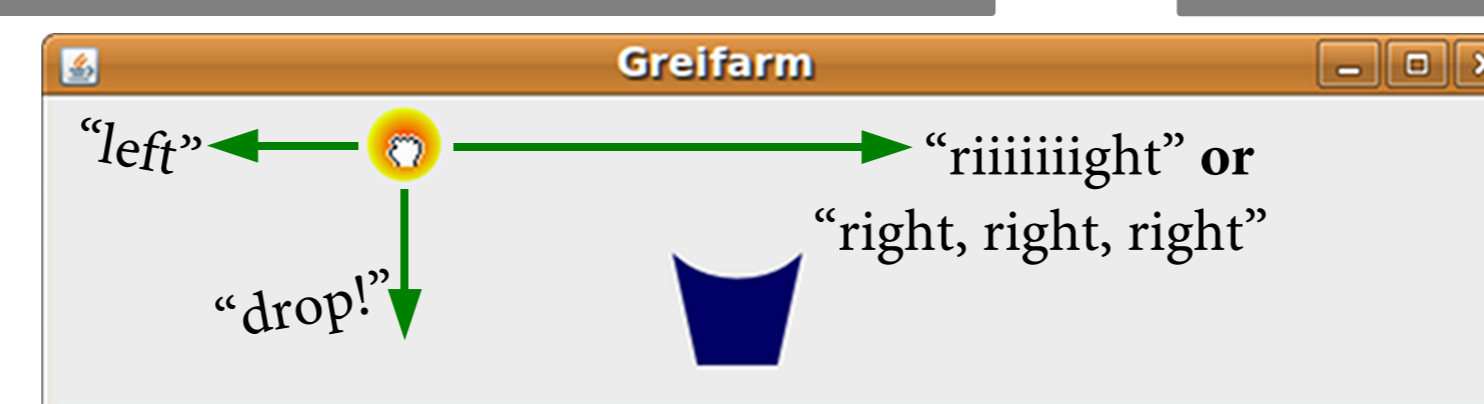 Greifarm
“left”
“riiiiiiight” or
“right, right, right”
“drop!”